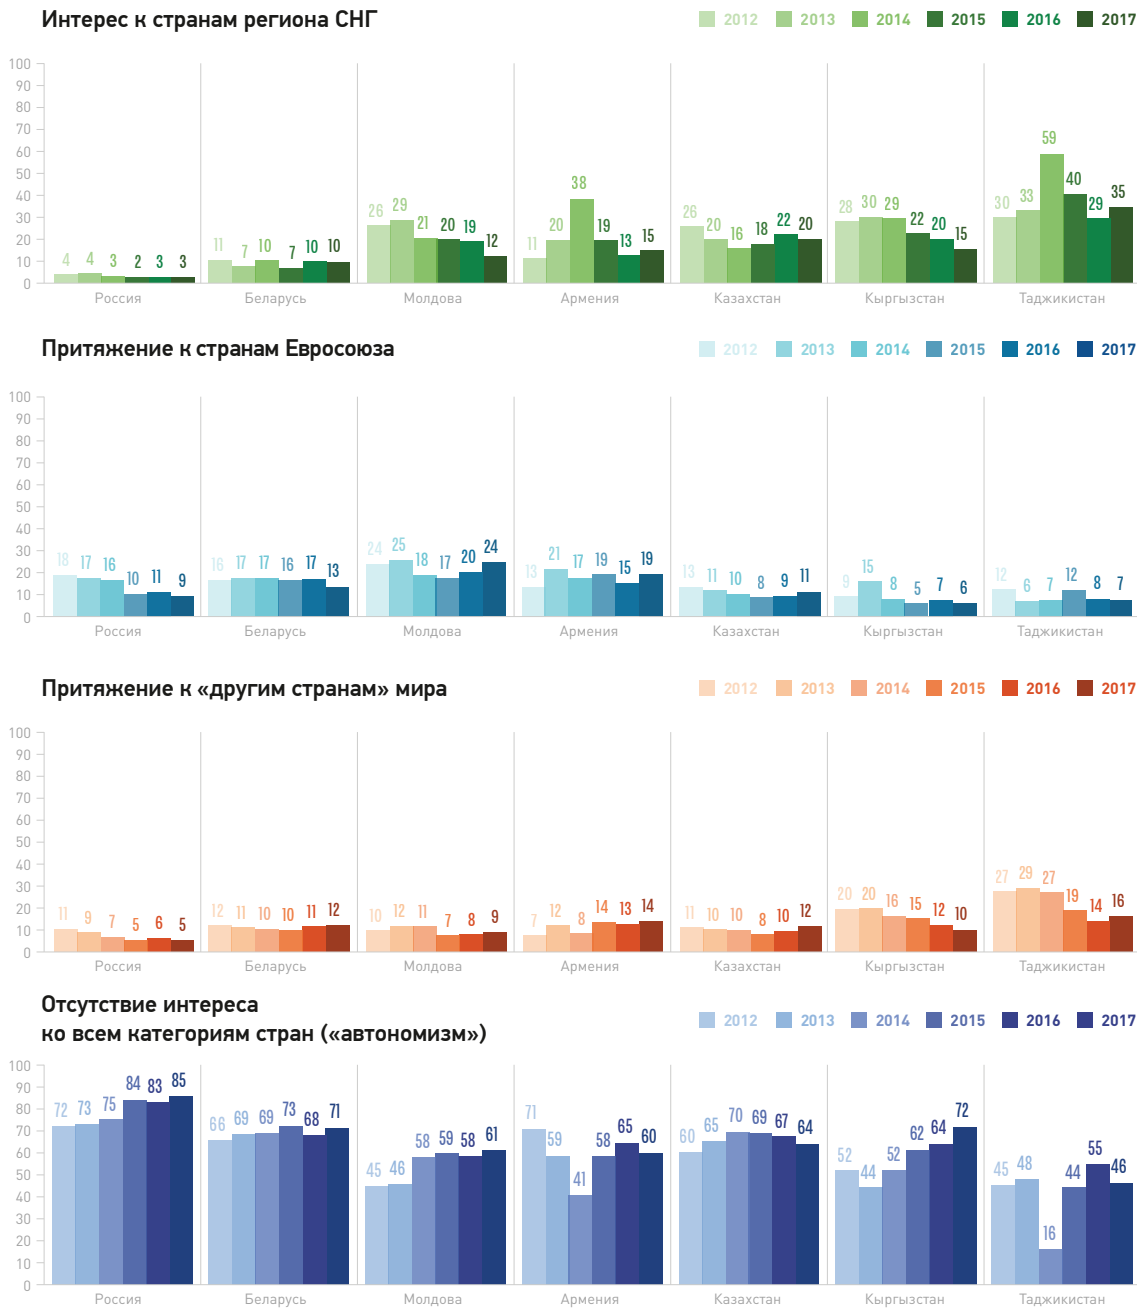 Интерес к странам региона СНГ
2012 2013 2014 2015 2016 2017
100
90
80
70
60
50
40
30
20
10
0
4 4 3 2 3 3
11 7 10 7 10 10
26 29 21 20 19 12
11 20 38 19 13 15
26 20 16 18 22 20
28 30 29 22 20 15
30 33 59 40 29 35
Россия Беларусь Молдова Армения Казахстан Кыргызстан Таджикистан
Притяжение к странам Евросоюза
2012 2013 2014 2015 2016 2017
100
90
80
70
60
50
40
30
20
10
0
18 17 16 10 11 9
16 17 17 16 17 13
24 25 18 17 20 24
13 21 17 19 15 19
13 11 10 8 9 11
9 15 8 5 7 6
12 6 7 12 8 7
Россия Беларусь Молдова Армения Казахстан Кыргызстан Таджикистан
Притяжение к «другим странам» мира
2012 2013 2014 2015 2016 2017
100
90
80
70
60
50
40
30
20
10
0
11 9 7 5 6 5
12 11 10 10 11 12
10 12 11 7 8 9
7 12 8 14 13 14
11 10 10 8 10 12
20 20 16 15 12 10
27 29 27 19 14 16
Россия Беларусь Молдова Армения Казахстан Кыргызстан Таджикистан
Отсутствие интереса
ко всем категориям стран («автономизм»)
2012 2013 2014 2015 2016 2017
100
90
80
70
60
50
40
30
20
10
0
72 73 75 84 83 85
66 69 69 73 68 71
45 46 58 59 58 61
71 59 41 58 65 60
60 65 70 69 67 64
52 44 52 62 64 72
45 48 16 44 55 46
Россия Беларусь Молдова Армения Казахстан Кыргызстан Таджикистан